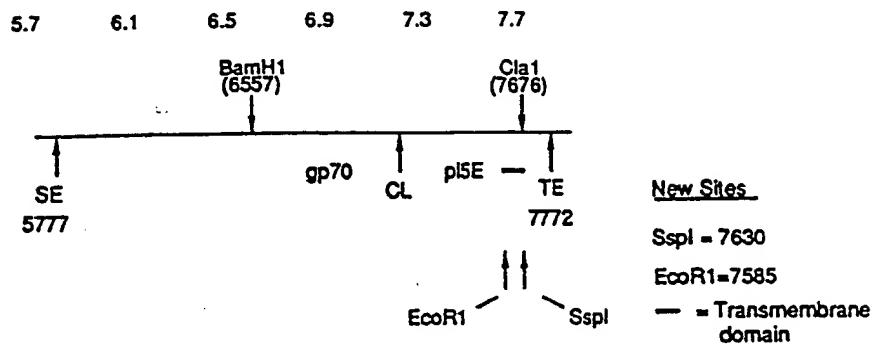 5.7 6.1 6.5 6.9 7.3 7.7
BamH1
(6557)
Cla1
(7676)
gp70
pl5E
SE
5777
CL
TE
7772
EcoR1
SspI
New Sites
SspI = 7630
EcoR1=7585
— = Transmembrane
domain